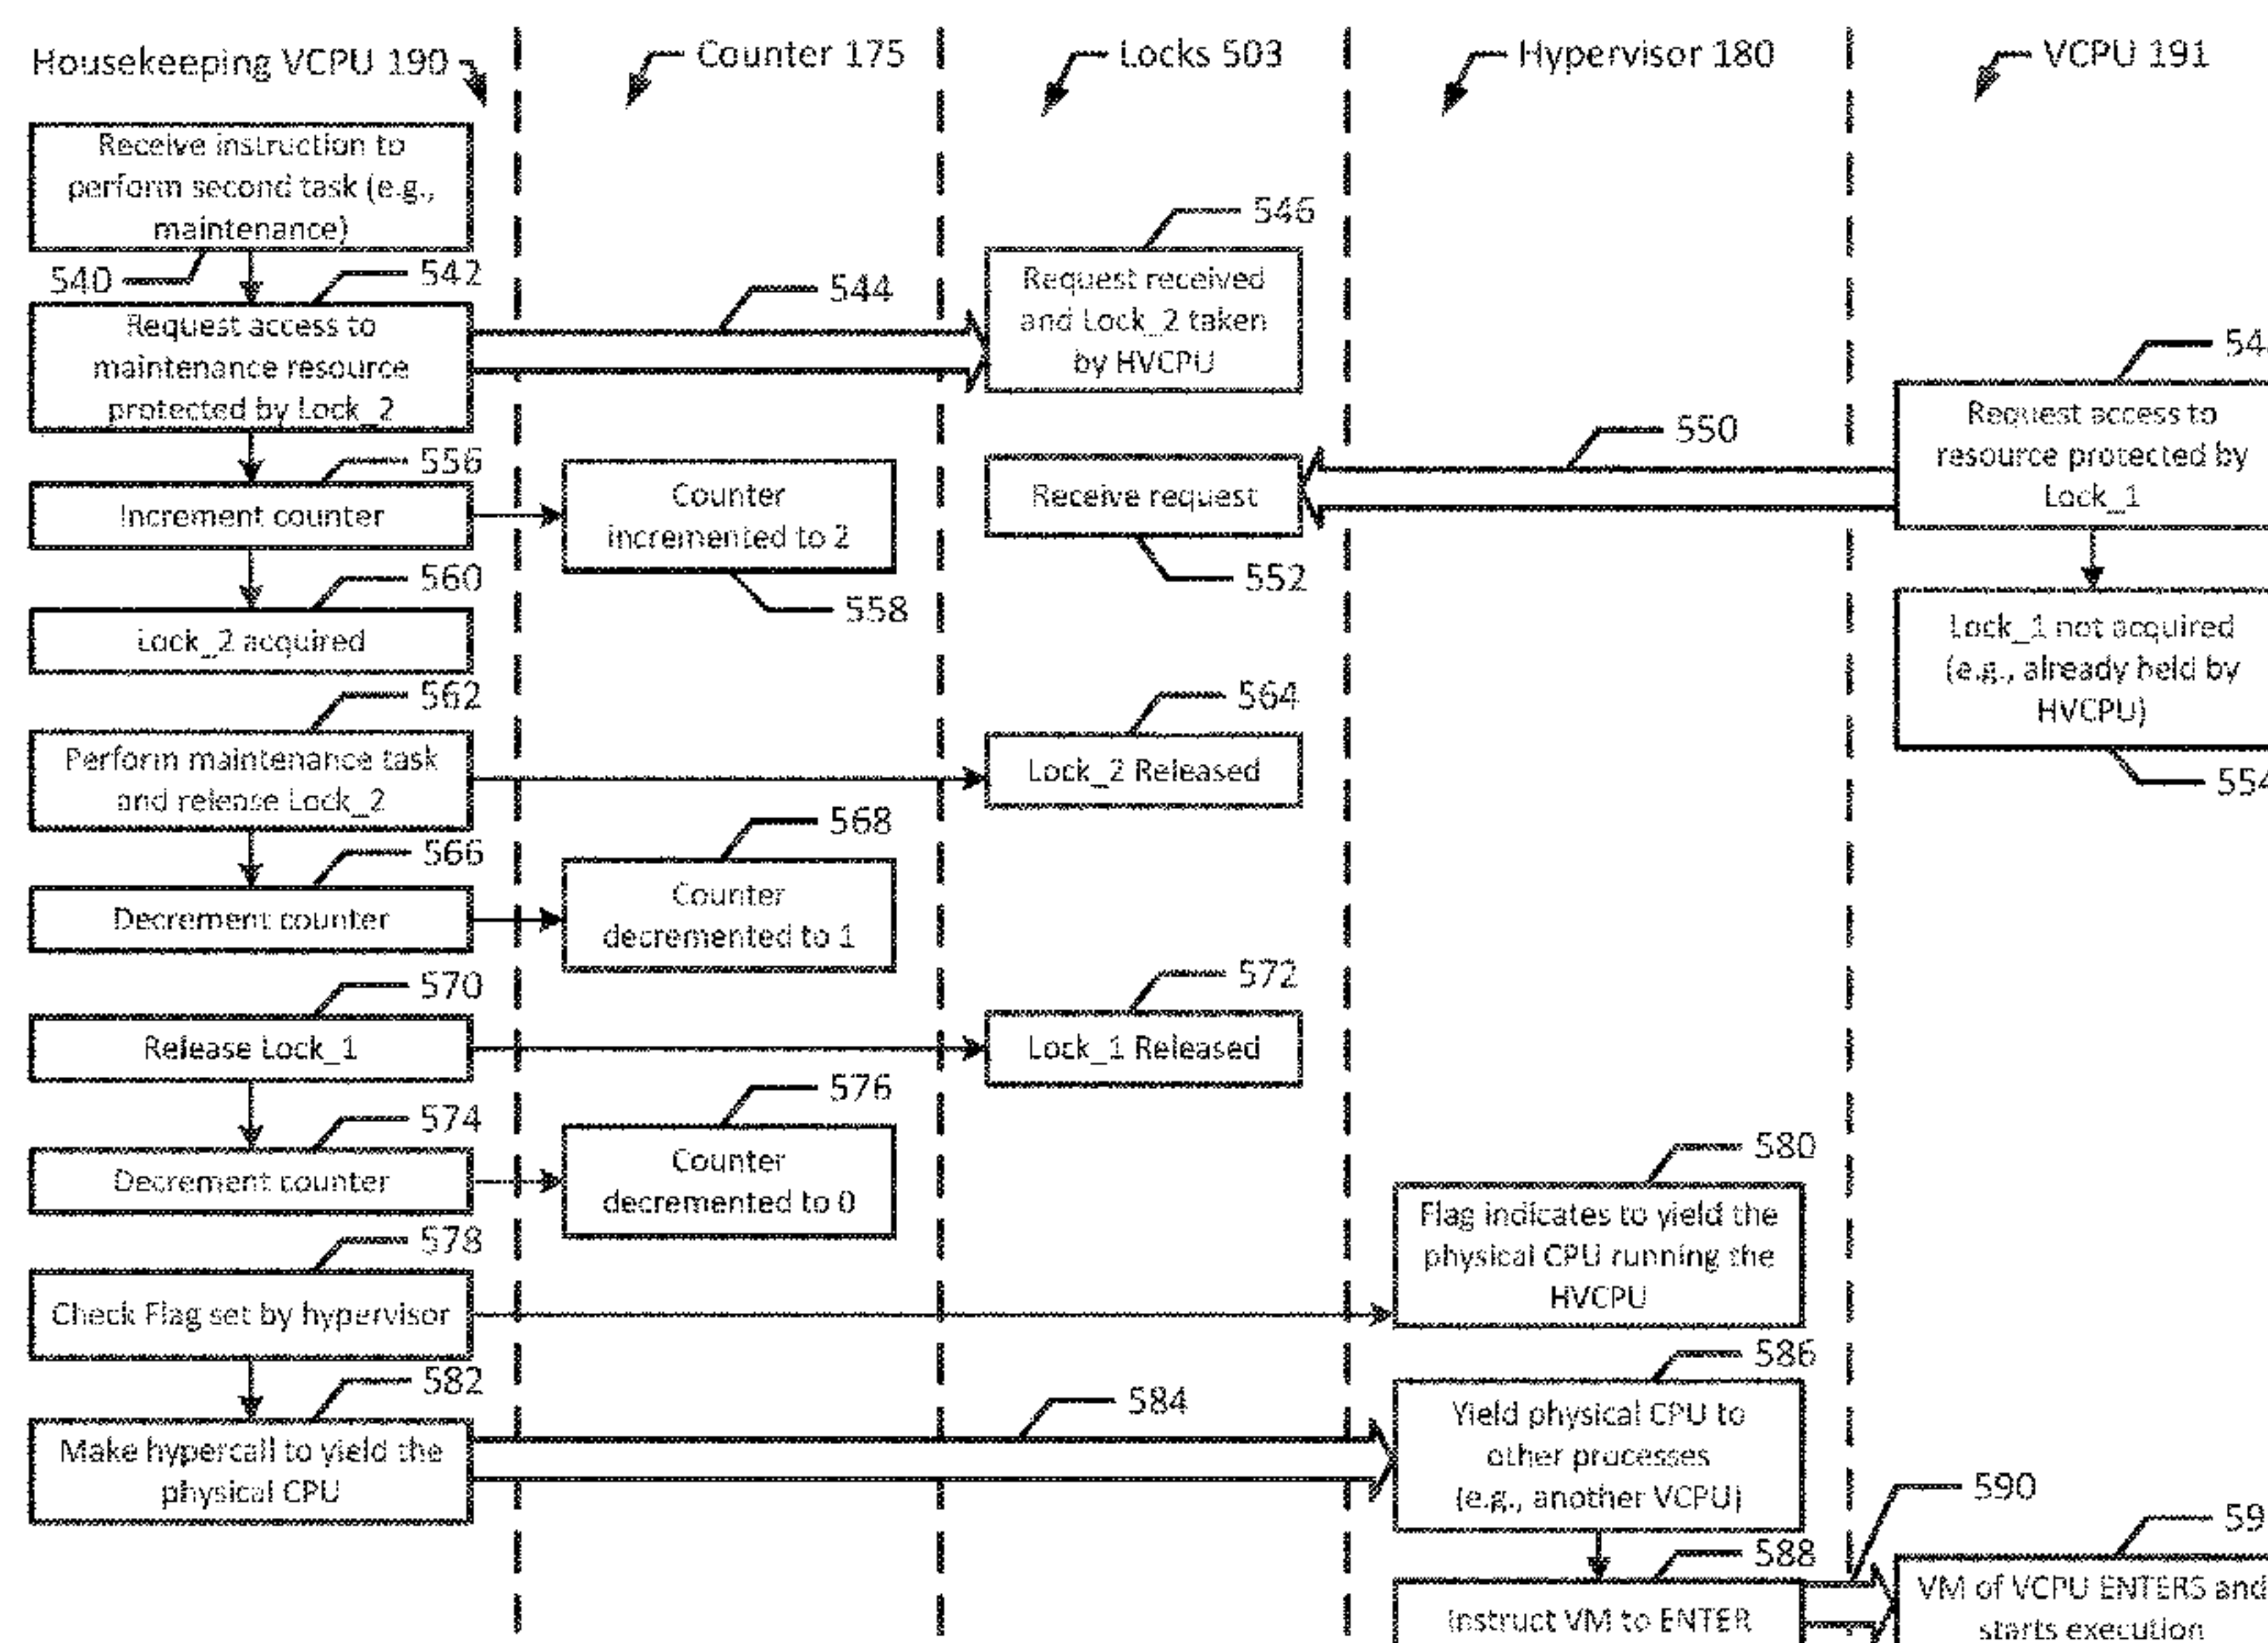 Housekeeping VCPU 190
Counter 175
Locks 503
Hypervisor 180
VCPU 191
Receive instruction to
perform second task (e.g.,
maintenance)
540
542
Request access to
maintenance resource
protected by Lock_2
544
546
Request received
and Lock_2 taken
by HVCPU
54
Request access to
resource protected by
Lock_1
550
Receive request
552
556
Increment counter
Counter
incremented to 2
558
Lock_1 not acquired
(e.g., already held by
HVCPU)
554
560
Lock_2 acquired
562
Perform maintenance task
and release Lock_2
564
Lock_2 Released
566
Decrement counter
568
Counter
decremented to 1
570
Release Lock_1
572
Lock_1 Released
574
Decrement counter
576
Counter
decremented to 0
578
Check Flag set by hypervisor
580
Flag indicates to yield the
physical CPU running the
HVCPU
582
Make hypercall to yield the
physical CPU
584
586
Yield physical CPU to
other processes
(e.g., another VCPU)
588
Instruct VM to ENTER
590
59
VM of VCPU ENTERS and
starts execution